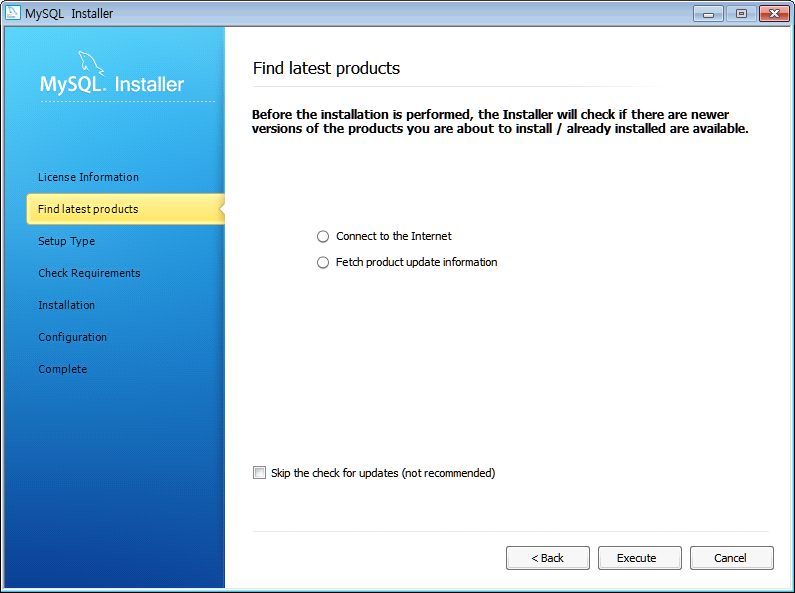 MySQL Installer
MySQL. Installer
License Information
Find latest products
Setup Type
Check Requirements
Installation
Configuration
Complete
Find latest products
Before the installation is performed, the Installer will check if there are newer
versions of the products you are about to install / already installed are available.
Connect to the Internet
Fetch product update information
Skip the check for updates (not recommended)
< Back
Execute
Cancel